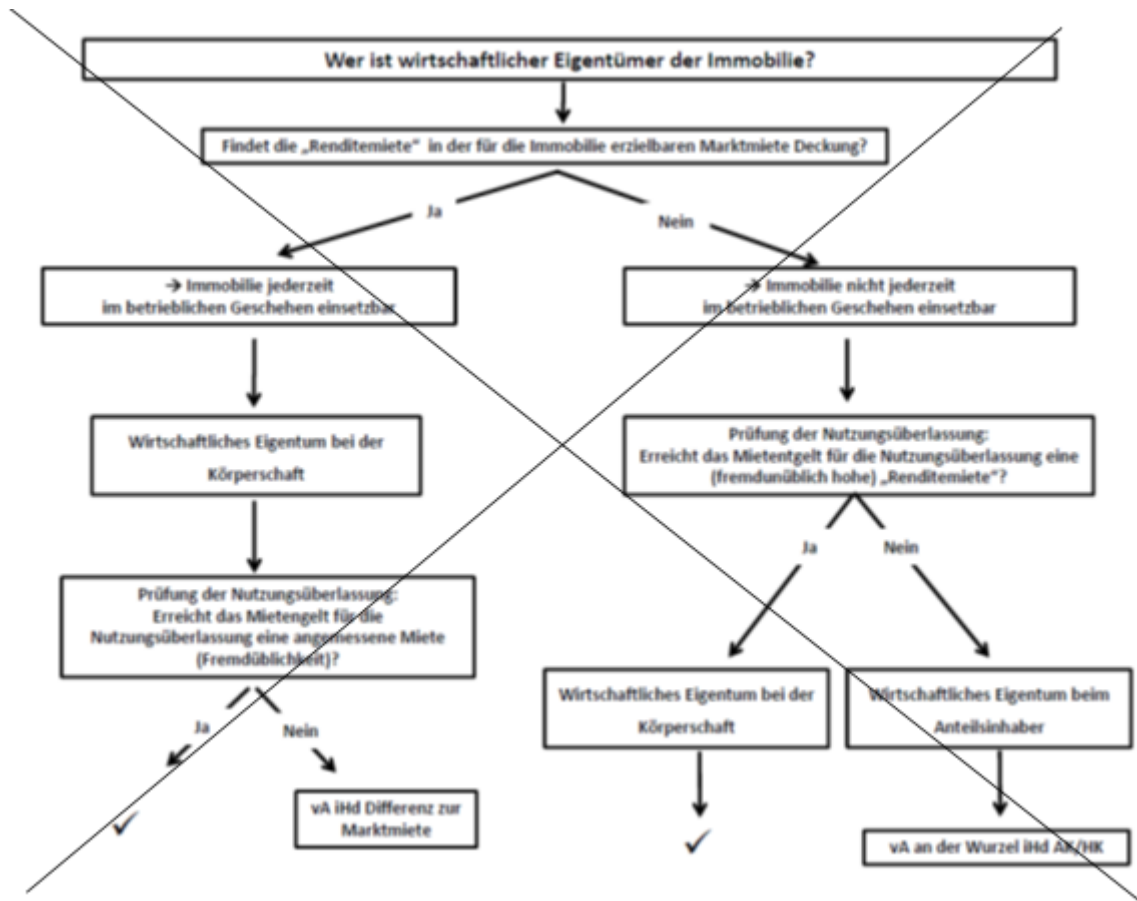 Wer ist wirtschaftlicher Eigentümer der Immobilie?
Findet die „Renditemiete“ in der für die Immobilie erzielbaren Marktmiete Deckung?
Ja
Nein
→ Immobilie jederzeit
im betrieblichen Geschehen einsetzbar
→ Immobilie nicht jederzeit
im betrieblichen Geschehen einsetzbar
Wirtschaftliches Eigentum bei der
Körperschaft
Prüfung der Nutzungsüberlassung:
Erreicht das Mietentgelt für die Nutzungsüberlassung eine
(fremdunüblich hohe) „Renditemiete“?
Ja
Nein
Prüfung der Nutzungsüberlassung:
Erreicht das Mietengelt für die
Nutzungsüberlassung eine angemessene Miete
(Fremdüblichkeit)?
Ja
Nein
Wirtschaftliches Eigentum bei der
Körperschaft
Wirtschaftliches Eigentum beim
Anteilsinhaber
✓
vA iHd Differenz zur
Marktmiete
✓
vA an der Wurzel iHd AK/HK